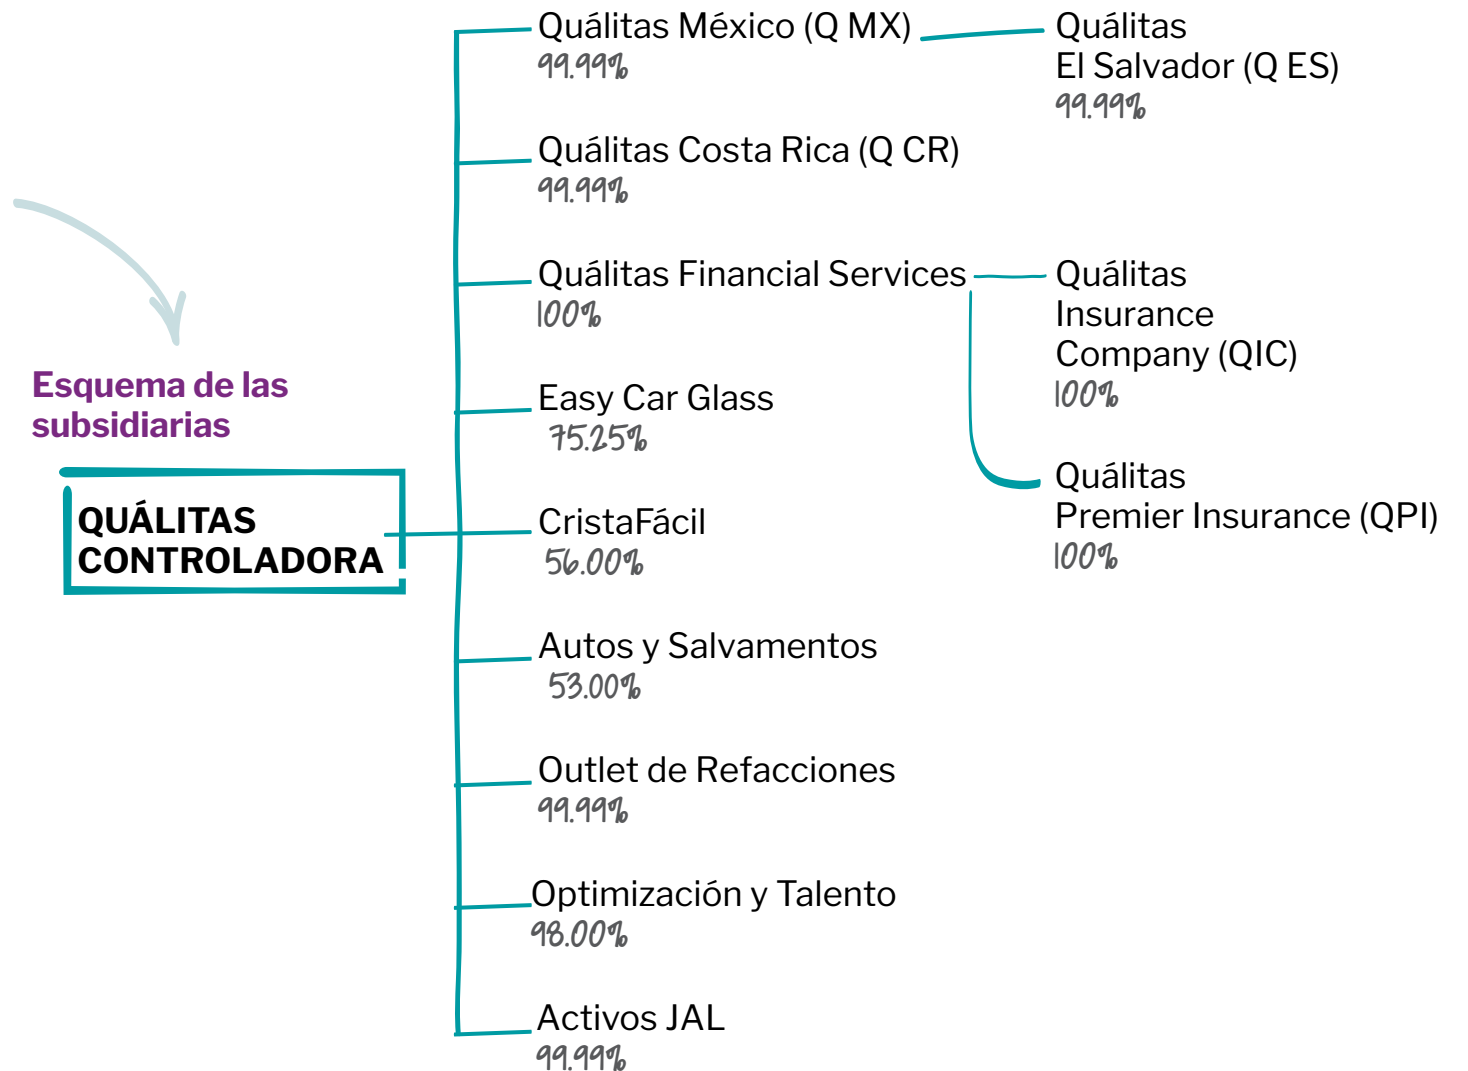 Esquema de las
subsidiarias
QUÁLITAS
CONTROLADORA
Quálitas México (Q MX)
99.99%
Quálitas
El Salvador (Q ES)
99.99%
Quálitas Costa Rica (Q CR)
99.99%
Quálitas Financial Services
100%
Quálitas
Insurance
Company (QIC)
100%
Quálitas
Premier Insurance (QPI)
100%
Easy Car Glass
75.25%
CristaFácil
56.00%
Autos y Salvamentos
53.00%
Outlet de Refacciones
99.99%
Optimización y Talento
98.00%
Activos JAL
99.99%